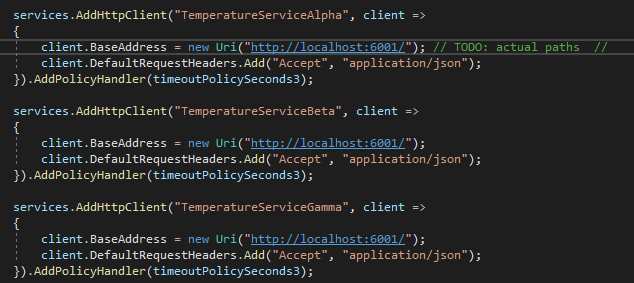 services.AddHttpClient("TemperatureServiceAlpha", client =>
{
    client.BaseAddress = new Uri("http://localhost:6001/"); // TODO: actual paths  //
    client.DefaultRequestHeaders.Add("Accept", "application/json");
}).AddPolicyHandler(timeoutPolicySeconds3);

services.AddHttpClient("TemperatureServiceBeta", client =>
{
    client.BaseAddress = new Uri("http://localhost:6001/");
    client.DefaultRequestHeaders.Add("Accept", "application/json");
}).AddPolicyHandler(timeoutPolicySeconds3);

services.AddHttpClient("TemperatureServiceGamma", client =>
{
    client.BaseAddress = new Uri("http://localhost:6001/");
    client.DefaultRequestHeaders.Add("Accept", "application/json");
}).AddPolicyHandler(timeoutPolicySeconds3);